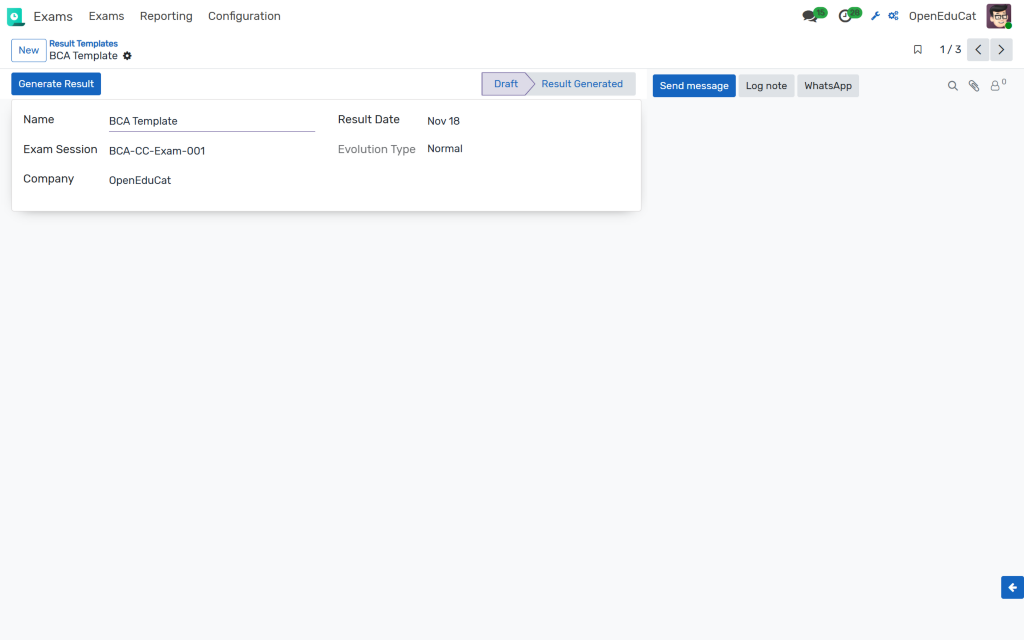 Exams Exams Reporting Configuration 15 28 OpenEduCat
New Result Templates
BCA Template
1 / 3
Generate Result Draft Result Generated Send message Log note WhatsApp 0
Name BCA Template Result Date Nov 18
Exam Session BCA-CC-Exam-001 Evolution Type Normal
Company OpenEduCat